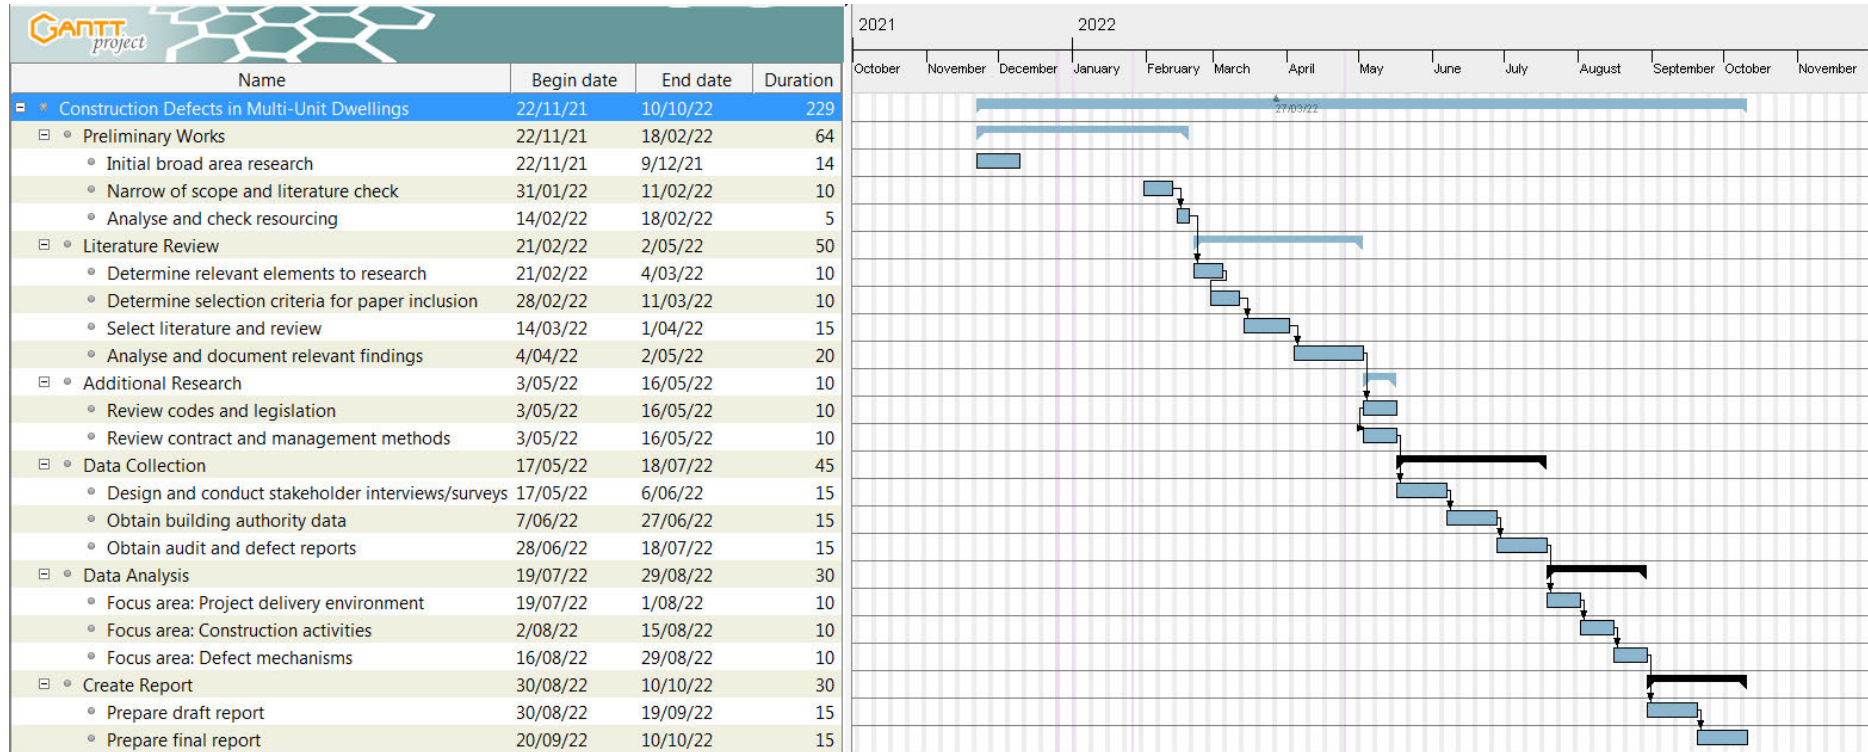 GANTT
project
2021 2022
October November December January February March April May June July August September October November
Name Begin date End date Duration
Construction Defects in Multi-Unit Dwellings 22/11/21 10/10/22 229
27/03/22
Preliminary Works 22/11/21 18/02/22 64
Initial broad area research 22/11/21 9/12/21 14
Narrow of scope and literature check 31/01/22 11/02/22 10
Analyse and check resourcing 14/02/22 18/02/22 5
Literature Review 21/02/22 2/05/22 50
Determine relevant elements to research 21/02/22 4/03/22 10
Determine selection criteria for paper inclusion 28/02/22 11/03/22 10
Select literature and review 14/03/22 1/04/22 15
Analyse and document relevant findings 4/04/22 2/05/22 20
Additional Research 3/05/22 16/05/22 10
Review codes and legislation 3/05/22 16/05/22 10
Review contract and management methods 3/05/22 16/05/22 10
Data Collection 17/05/22 18/07/22 45
Design and conduct stakeholder interviews/surveys 17/05/22 6/06/22 15
Obtain building authority data 7/06/22 27/06/22 15
Obtain audit and defect reports 28/06/22 18/07/22 15
Data Analysis 19/07/22 29/08/22 30
Focus area: Project delivery environment 19/07/22 1/08/22 10
Focus area: Construction activities 2/08/22 15/08/22 10
Focus area: Defect mechanisms 16/08/22 29/08/22 10
Create Report 30/08/22 10/10/22 30
Prepare draft report 30/08/22 19/09/22 15
Prepare final report 20/09/22 10/10/22 15